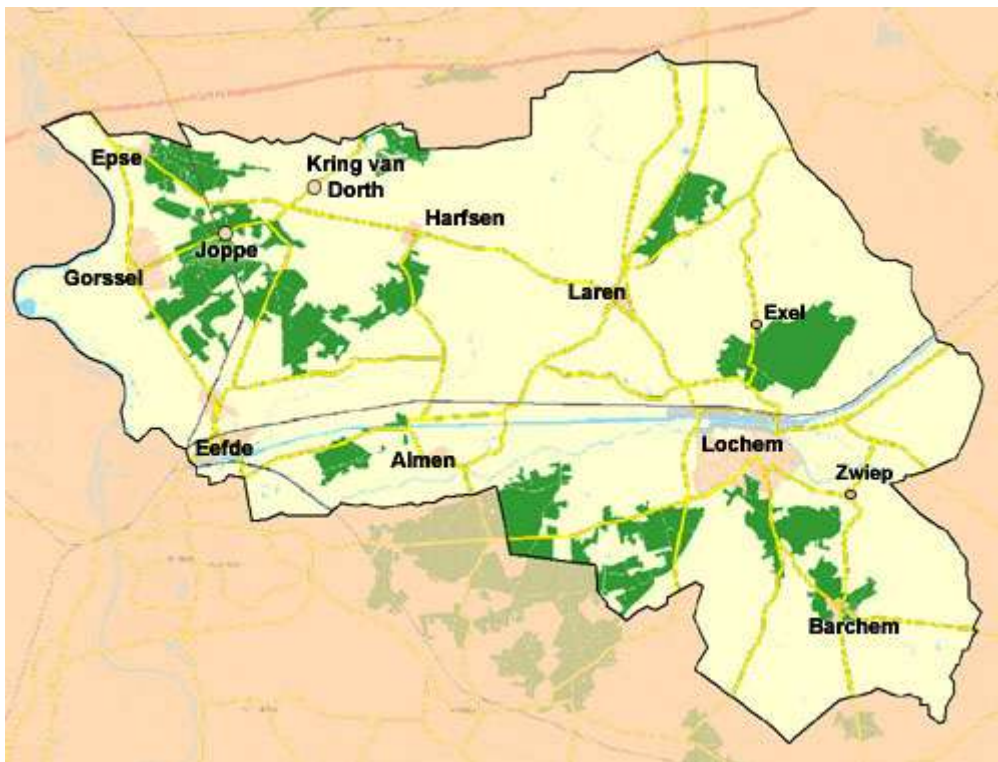 Epse
Kring van
Dorth
Harfsen
Joppe
Gorssel
Laren
Exel
Eefde
Almen
Lochem
Zwiep
Barchem